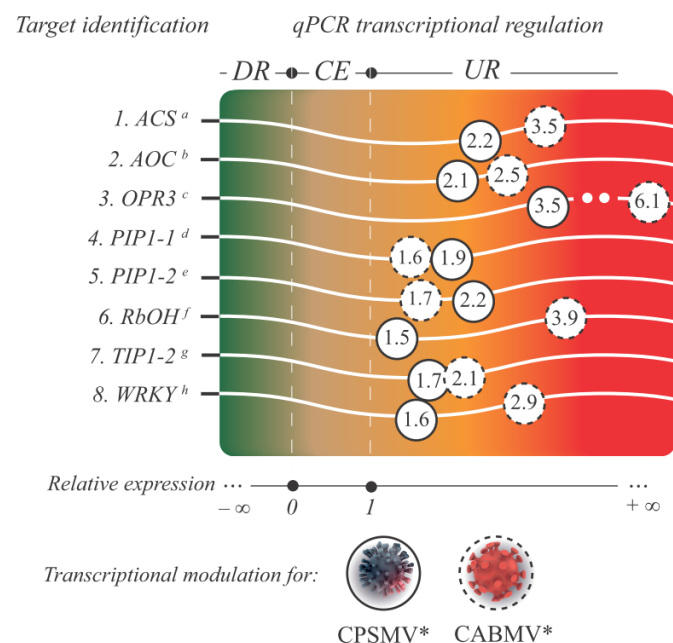 Target identification qPCR transcriptional regulation
DR CE UR
1. ACS a 2.2 3.5
2. AOC b 2.1 2.5
3. OPR3 c 3.5 6.1
4. PIP1-1 d 1.6 1.9
5. PIP1-2 e 1.7 2.2
6. RbOH f 1.5 3.9
7. TIP1-2 g 1.7 2.1
8. WRKY h 1.6 2.9
Relative expression ... ...
– ∞ 0 1 + ∞
Transcriptional modulation for:
CPSMV* CABMV*